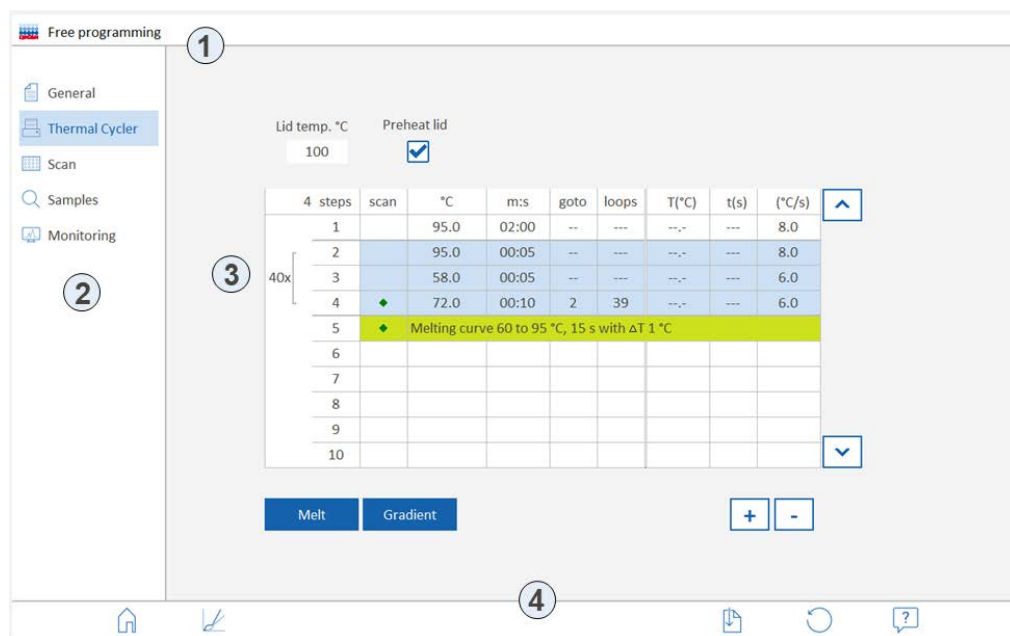 Free programming
1
General
Thermal Cycler
Scan
Samples
Monitoring
2
Lid temp. °C Preheat lid
100
3
4 steps scan °C m:s goto loops T(°C) t(s) (°C/s)
1 95.0 02:00 -- --- --.- --- 8.0
2 95.0 00:05 -- --- --.- --- 8.0
40x 3 58.0 00:05 -- --- --.- --- 6.0
4 72.0 00:10 2 39 --.- --- 6.0
5 Melting curve 60 to 95 °C, 15 s with ΔT 1 °C
6
7
8
9
10
Melt Gradient + -
4
?